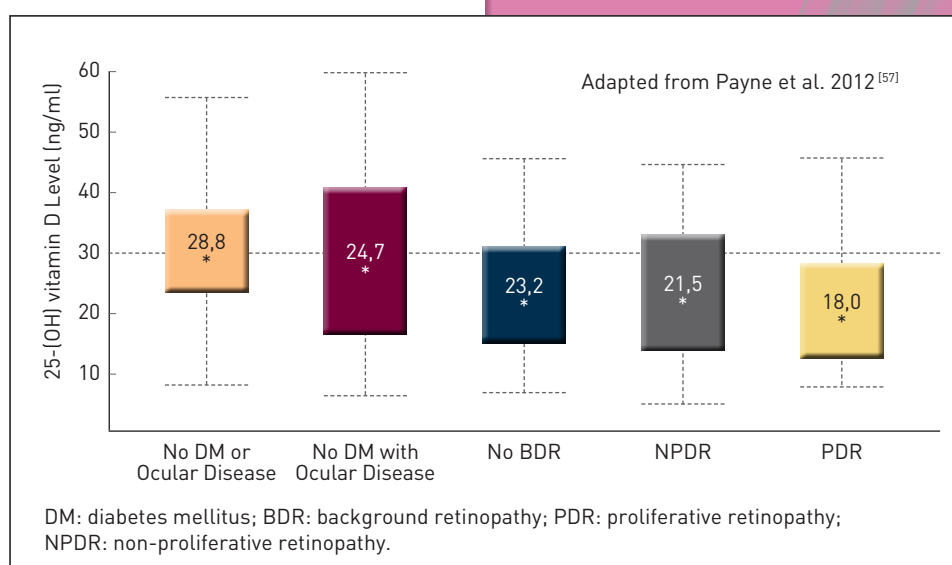 Adapted from Payne et al. 2012 [57]
25-(OH) vitamin D Level (ng/ml)
60
50
40
30
20
10
28,8
*
24,7
*
23,2
*
21,5
*
18,0
*
No DM or
Ocular Disease
No DM with
Ocular Disease
No BDR
NPDR
PDR
DM: diabetes mellitus; BDR: background retinopathy; PDR: proliferative retinopathy;
NPDR: non-proliferative retinopathy.